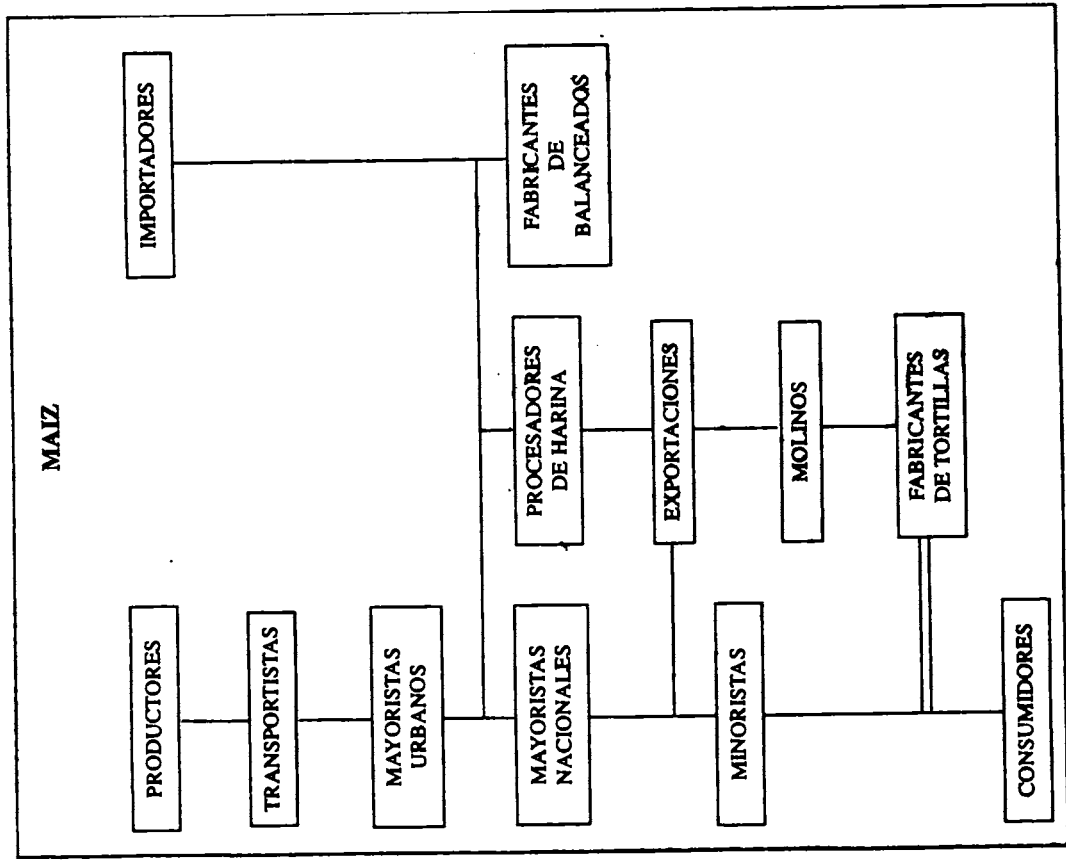 MAIZ
PRODUCTORES
IMPORTADORES
TRANSPORTISTAS
MAYORISTAS
URBANOS
MAYORISTAS
NACIONALES
PROCESADORES
DE HARINA
FABRICANTES
DE
BALANCEADOS
EXPORTACIONES
MINORISTAS
MOLINOS
FABRICANTES
DE TORTILLAS
CONSUMIDORES